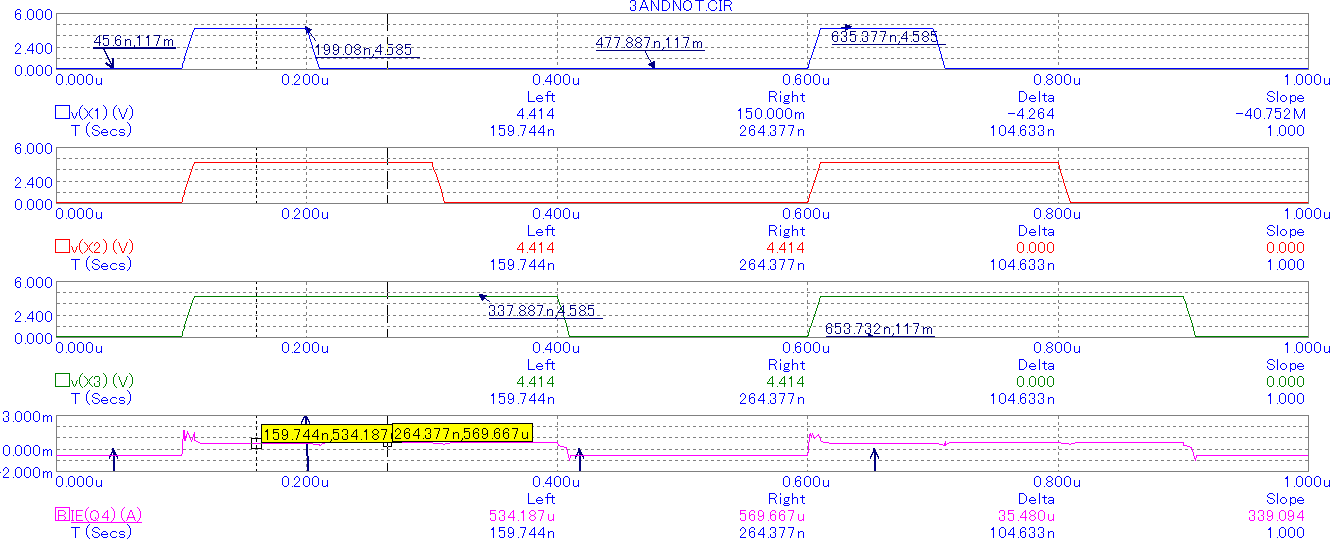 3ANDNOT.CIR
6.000
45.6n,117m
199.08n,4.585
477.887n,117m
635.377n,4.585
2.400
0.000
0.000u 0.200u 0.400u 0.600u 0.800u 1.000u
Left Right Delta Slope
v(X1) (V) 4.414 150.000m -4.264 -40.752M
T (Secs) 159.744n 264.377n 104.633n 1.000
6.000
2.400
0.000
0.000u 0.200u 0.400u 0.600u 0.800u 1.000u
Left Right Delta Slope
v(X2) (V) 4.414 4.414 0.000 0.000
T (Secs) 159.744n 264.377n 104.633n 1.000
6.000
2.400
337.887n,4.585
0.000
653.732n,117m
0.000u 0.200u 0.400u 0.600u 0.800u 1.000u
Left Right Delta Slope
v(X3) (V) 4.414 4.414 0.000 0.000
T (Secs) 159.744n 264.377n 104.633n 1.000
3.000m
159.744n,534.187u 264.377n,569.667u
0.000m
-2.000m
0.000u 0.200u 0.400u 0.600u 0.800u 1.000u
Left Right Delta Slope
B IE(Q4) (A) 534.187u 569.667u 35.480u 339.094
T (Secs) 159.744n 264.377n 104.633n 1.000